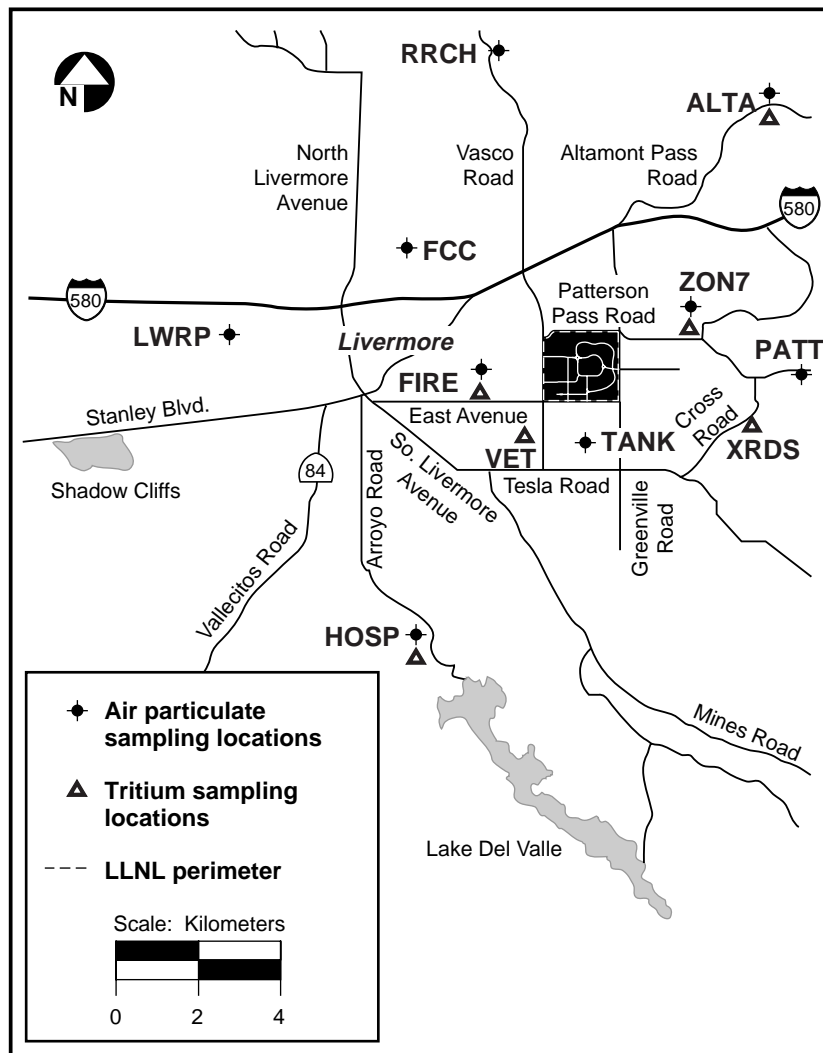 RRCH
ALTA
N
North
Livermore
Avenue
Vasco
Road
Altamont Pass
Road
580
FCC
580
ZON7
Patterson
Pass Road
LWRP
Livermore
PATT
FIRE
Stanley Blvd.
East Avenue
Cross
Road
VET
TANK
XRDS
So. Livermore
Avenue
Tesla Road
84
Shadow Cliffs
Arroyo Road
Greenville
Road
Vallecitos Road
HOSP
Air particulate
sampling locations
Tritium sampling
locations
LLNL perimeter
Mines Road
Lake Del Valle
Scale: Kilometers
0 2 4